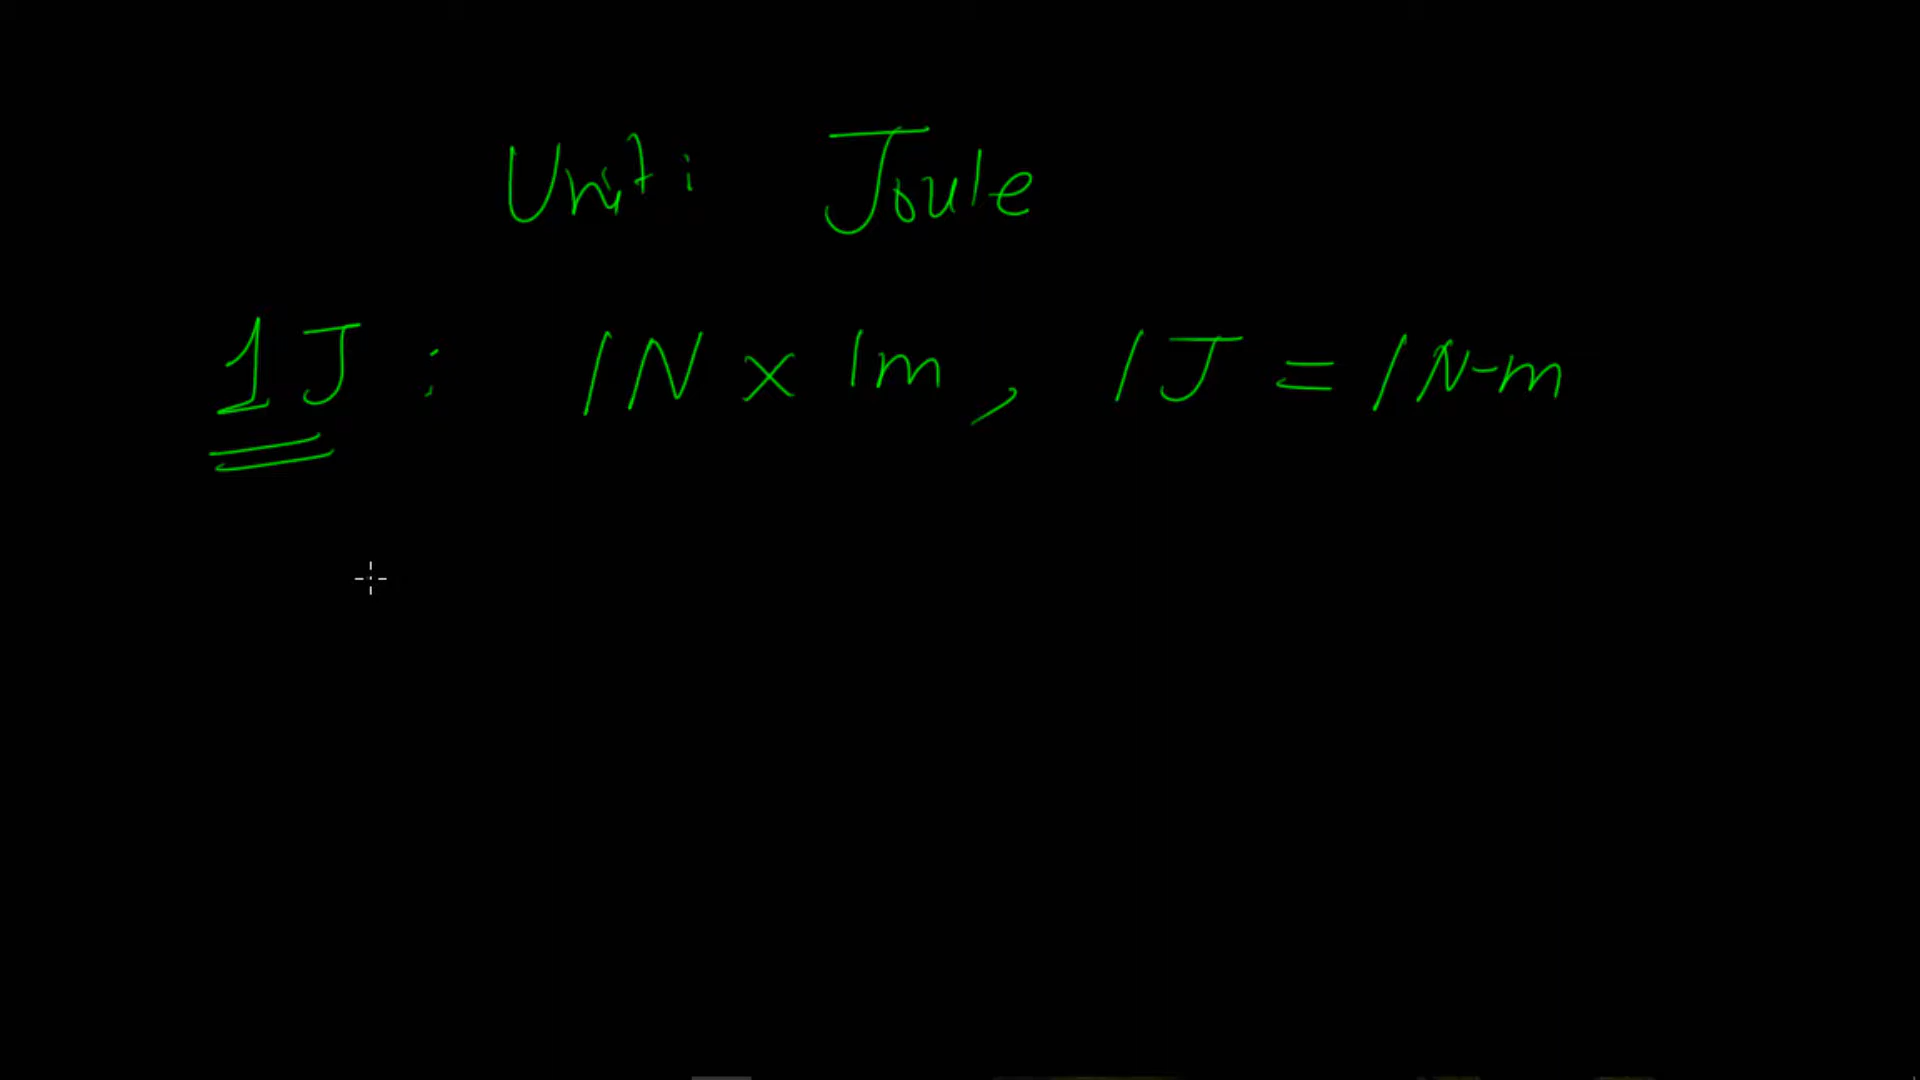 Unit: Joule
1J : 1N x 1m, 1J = 1N-m